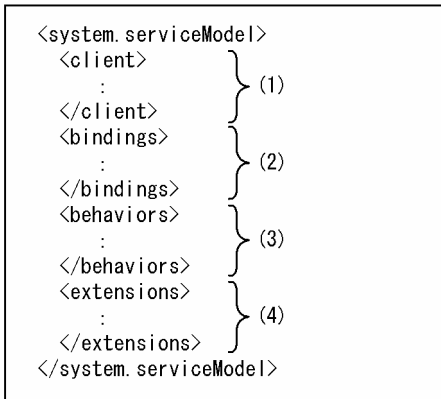 <system.serviceModel>
<client>
: (1)
</client>
<bindings>
: (2)
</bindings>
<behaviors>
: (3)
</behaviors>
<extensions>
: (4)
</extensions>
</system.serviceModel>